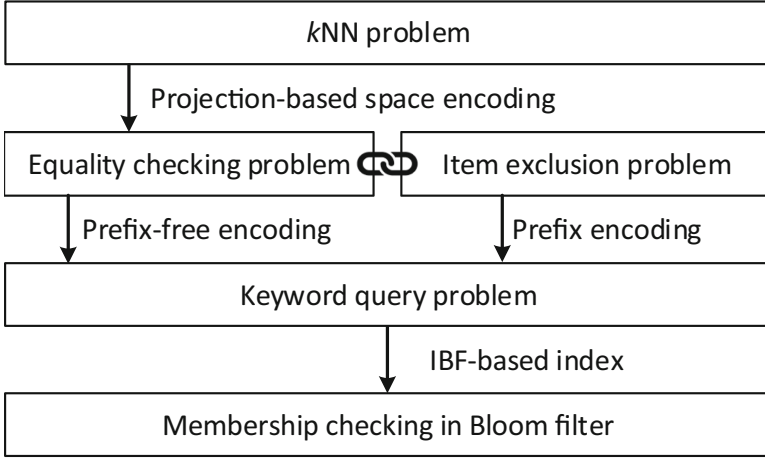 kNN problem
Projection-based space encoding
Equality checking problem
Item exclusion problem
Prefix-free encoding
Prefix encoding
Keyword query problem
IBF-based index
Membership checking in Bloom filter